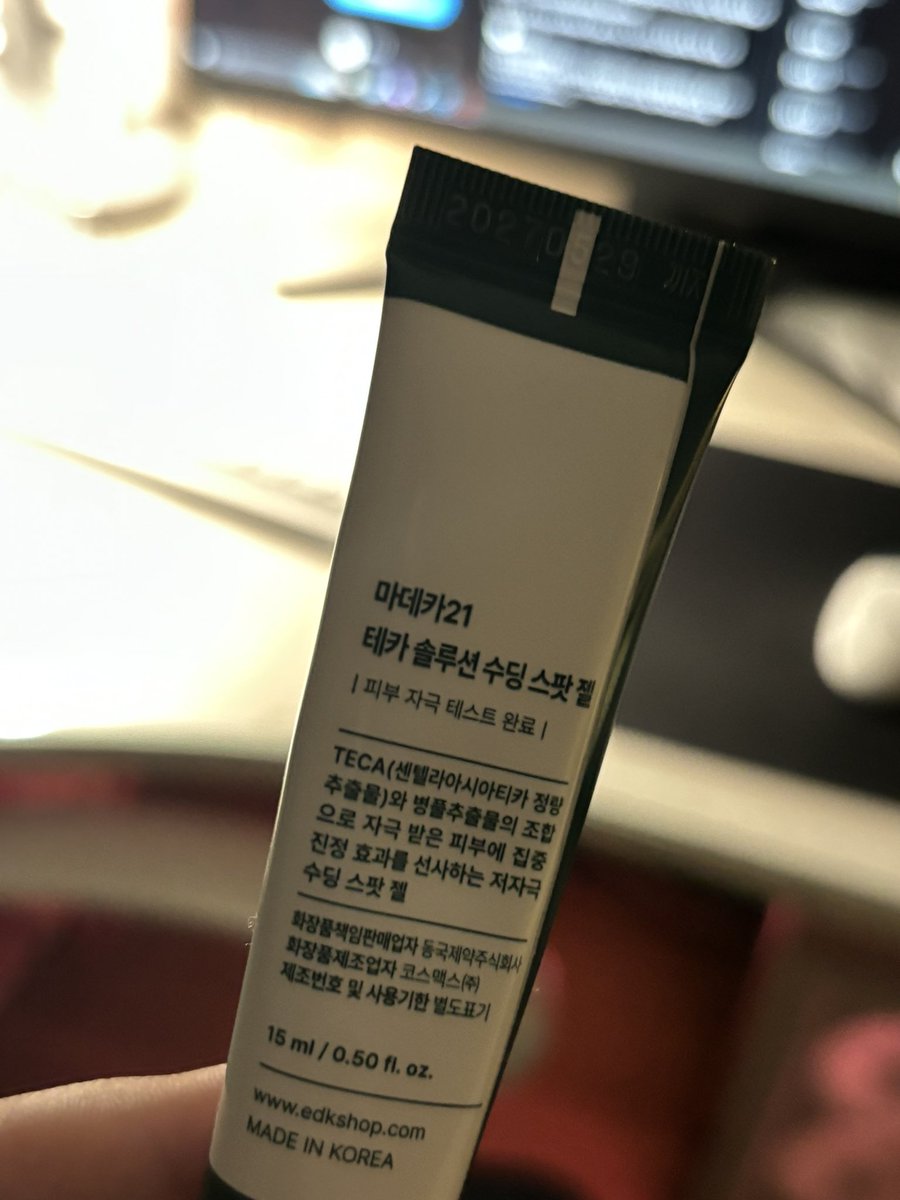 마데카21
테카 솔루션 수딩 스팟 젤
| 피부 자극 테스트 완료 |
TECA(센텔라아시아티카 정량
추출물)와 병풀추출물의 조합
으로 자극 받은 피부에 집중
진정 효과를 선사하는 저자극
수딩 스팟 젤
화장품책임판매업자 동국제약주식회사
화장품제조업자 코스맥스㈜
제조번호 및 사용기한 별도표기
15 ml / 0.50 fl. oz.
www.edkshop.com
MADE IN KOREA